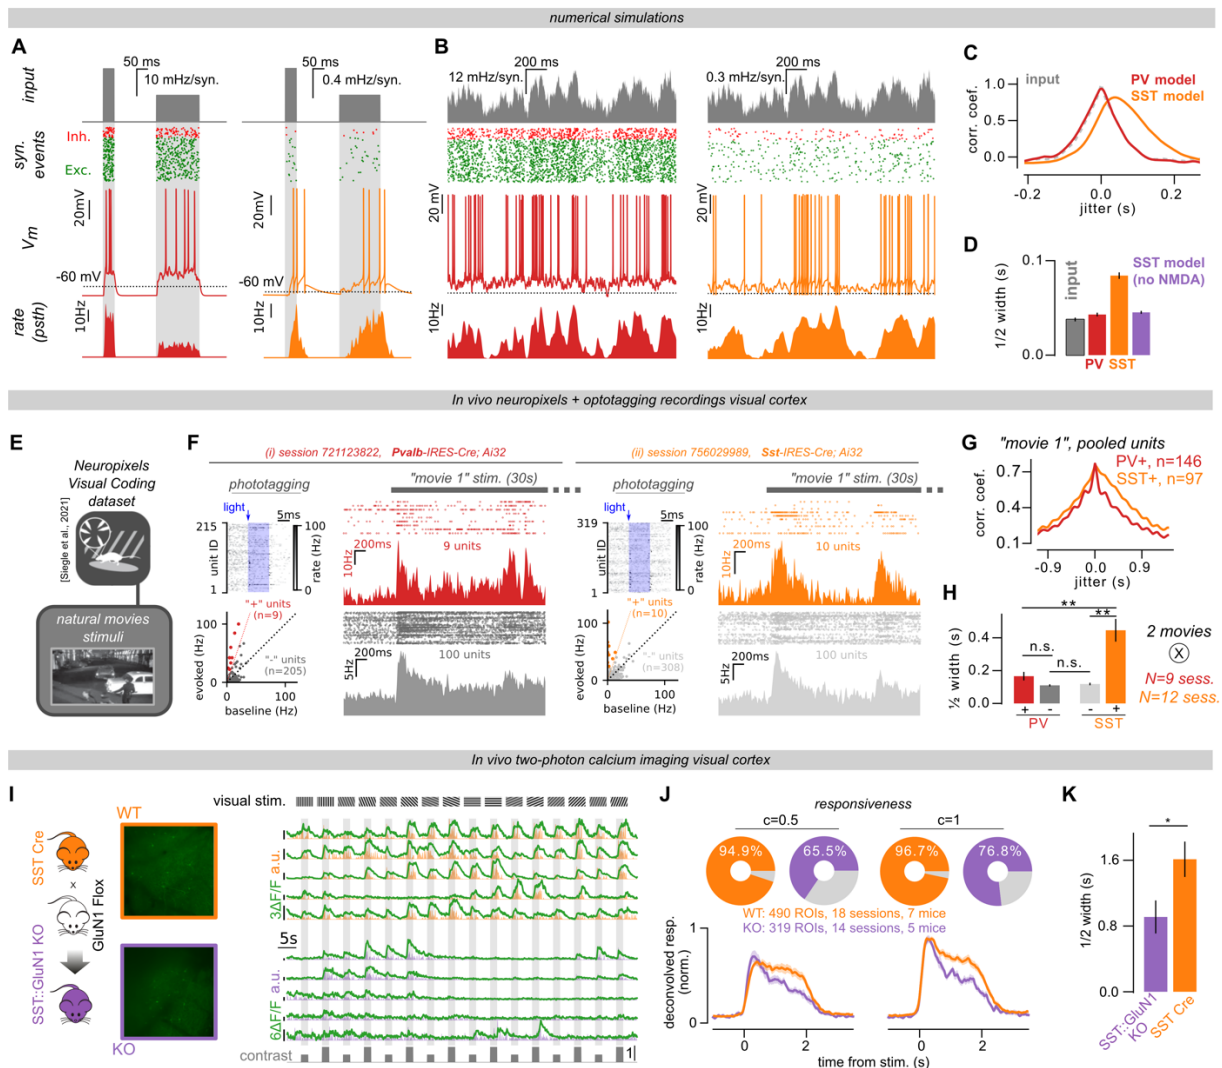 numerical simulations
A
50 ms
10 mHz/syn.
50 ms
0.4 mHz/syn.
input
Inh.
syn. events
Exc.
20mV
Vm
-60 mV
20mV
-60 mV
10Hz
rate (psth)
10Hz
B
200 ms
12 mHz/syn.
200 ms
0.3 mHz/syn.
20 mV
20 mV
10Hz
10Hz
C
input
PV model
SST model
corr. coef.
1.0
0.5
0.0
-0.2
0.0
0.2
jitter (s)
D
1/2 width (s)
0.1
0.0
input
SST model
(no NMDA)
PV
SST
In vivo neuropixels + optotagging recordings visual cortex
E
Neuropixels
Visual Coding
dataset
[Siegle et al., 2021]
natural movies
stimuli
F
(i) session 721123822, Pvalb-IRES-Cre; Ai32
phototagging
"movie 1" stim. (30s)
light
5ms
215
unit ID
1
100
rate (Hz)
0
200ms
10Hz
9 units
"+" units
(n=9)
100
evoked (Hz)
0
"-" units
(n=205)
0
100
baseline (Hz)
200ms
5Hz
100 units
(ii) session 756029989, Sst-IRES-Cre; Ai32
phototagging
"movie 1" stim. (30s)
light
5ms
319
unit ID
1
100
rate (Hz)
0
200ms
10Hz
10 units
"+" units
(n=10)
100
evoked (Hz)
0
"-" units
(n=308)
0
100
baseline (Hz)
200ms
5Hz
100 units
G
"movie 1", pooled units
PV+, n=146
SST+, n=97
corr. coef.
0.7
0.4
0.1
-0.9
0.0
0.9
jitter (s)
H
½ width (s)
0.4
0.2
0.0
**
**
n.s.
n.s.
+
-
-
+
PV
SST
2 movies
X
N=9 sess.
N=12 sess.
In vivo two-photon calcium imaging visual cortex
I
WT
SST Cre
x
GluN1 Flox
SST::GluN1 KO
KO
visual stim.
a.u.
3ΔF/F
5s
a.u.
6ΔF/F
contrast
1
J
responsiveness
c=0.5
c=1
94.9%
65.5%
96.7%
76.8%
WT: 490 ROIs, 18 sessions, 7 mice
KO: 319 ROIs, 14 sessions, 5 mice
deconvolved resp.
(norm.)
1
0
0
2
0
2
time from stim. (s)
K
*
1/2 width (s)
1.6
0.8
0.0
SST::GluN1
KO
SST Cre